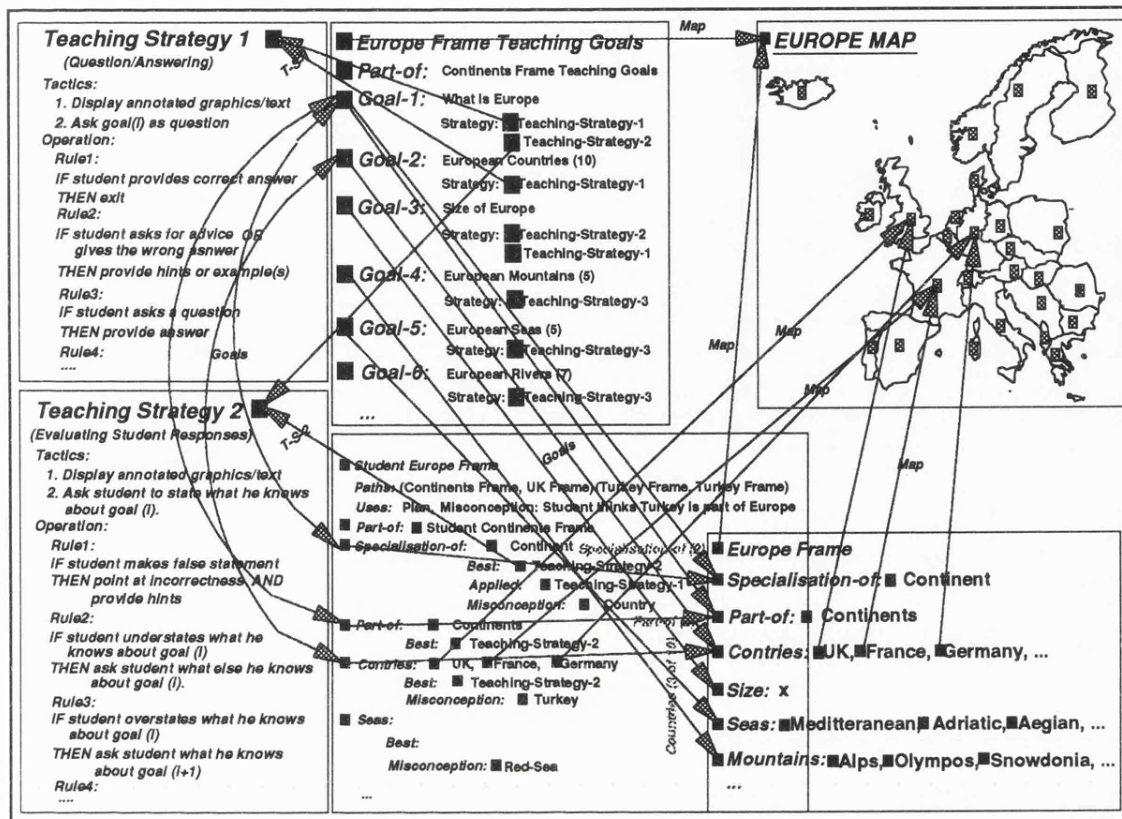 Teaching Strategy 1
(Question/Answering)
Tactics:
1. Display annotated graphics/text
2. Ask goal(i) as question
Operation:
Rule1:
IF student provides correct answer
THEN exit
Rule2:
IF student asks for advice OR
gives the wrong asnwer
THEN provide hints or example(s)
Rule3:
IF student asks a question
THEN provide answer
Rule4:
....
Goals
Teaching Strategy 2
(Evaluating Student Responses)
Tactics:
1. Display annotated graphics/text
2. Ask student to state what he knows
about goal (i).
Operation:
Rule1:
IF student makes false statement
THEN point at incorrectness AND
provide hints
Rule2:
IF student understates what he
knows about goal (i)
THEN ask student what else he knows
about goal (i).
Rule3:
IF student overstates what he knows
about goal (i)
THEN ask student what he knows
about goal (i+1)
Rule4:
....
Europe Frame Teaching Goals
Part-of: Continents Frame Teaching Goals
Goal-1: What is Europe
Strategy: Teaching-Strategy-1
Teaching-Strategy-2
Goal-2: European Countries (10)
Strategy: Teaching-Strategy-1
Goal-3: Size of Europe
Strategy: Teaching-Strategy-2
Teaching-Strategy-1
Goal-4: European Mountains (5)
Strategy: Teaching-Strategy-3
Goal-5: European Seas (5)
Strategy: Teaching-Strategy-3
Goal-6: European Rivers (7)
Strategy: Teaching-Strategy-3
...
Map
EUROPE MAP
Map
Map
Map
Map
Goals
Student Europe Frame
Paths: (Continents Frame, UK Frame) (Turkey Frame, Turkey Frame)
Uses: Plan, Misconception: Student thinks Turkey is part of Europe
Part-of: Student Continents Frame
Specialisation-of: Continent
Best: Teaching-Strategy-2
Applied: Teaching-Strategy-1
Misconception: Country
Part-of: Continents
Best: Teaching-Strategy-2
Contries: UK, France, Germany
Best: Teaching-Strategy-2
Misconception: Turkey
Seas:
Best:
Misconception: Red-Sea
...
Specialisation of
Part-of
Countries (3 of 10)
Europe Frame
Specialisation-of: Continent
Part-of: Continents
Contries: UK, France, Germany, ...
Size: x
Seas: Meditteranean, Adriatic, Aegian, ...
Mountains: Alps, Olympos, Snowdonia, ...
...